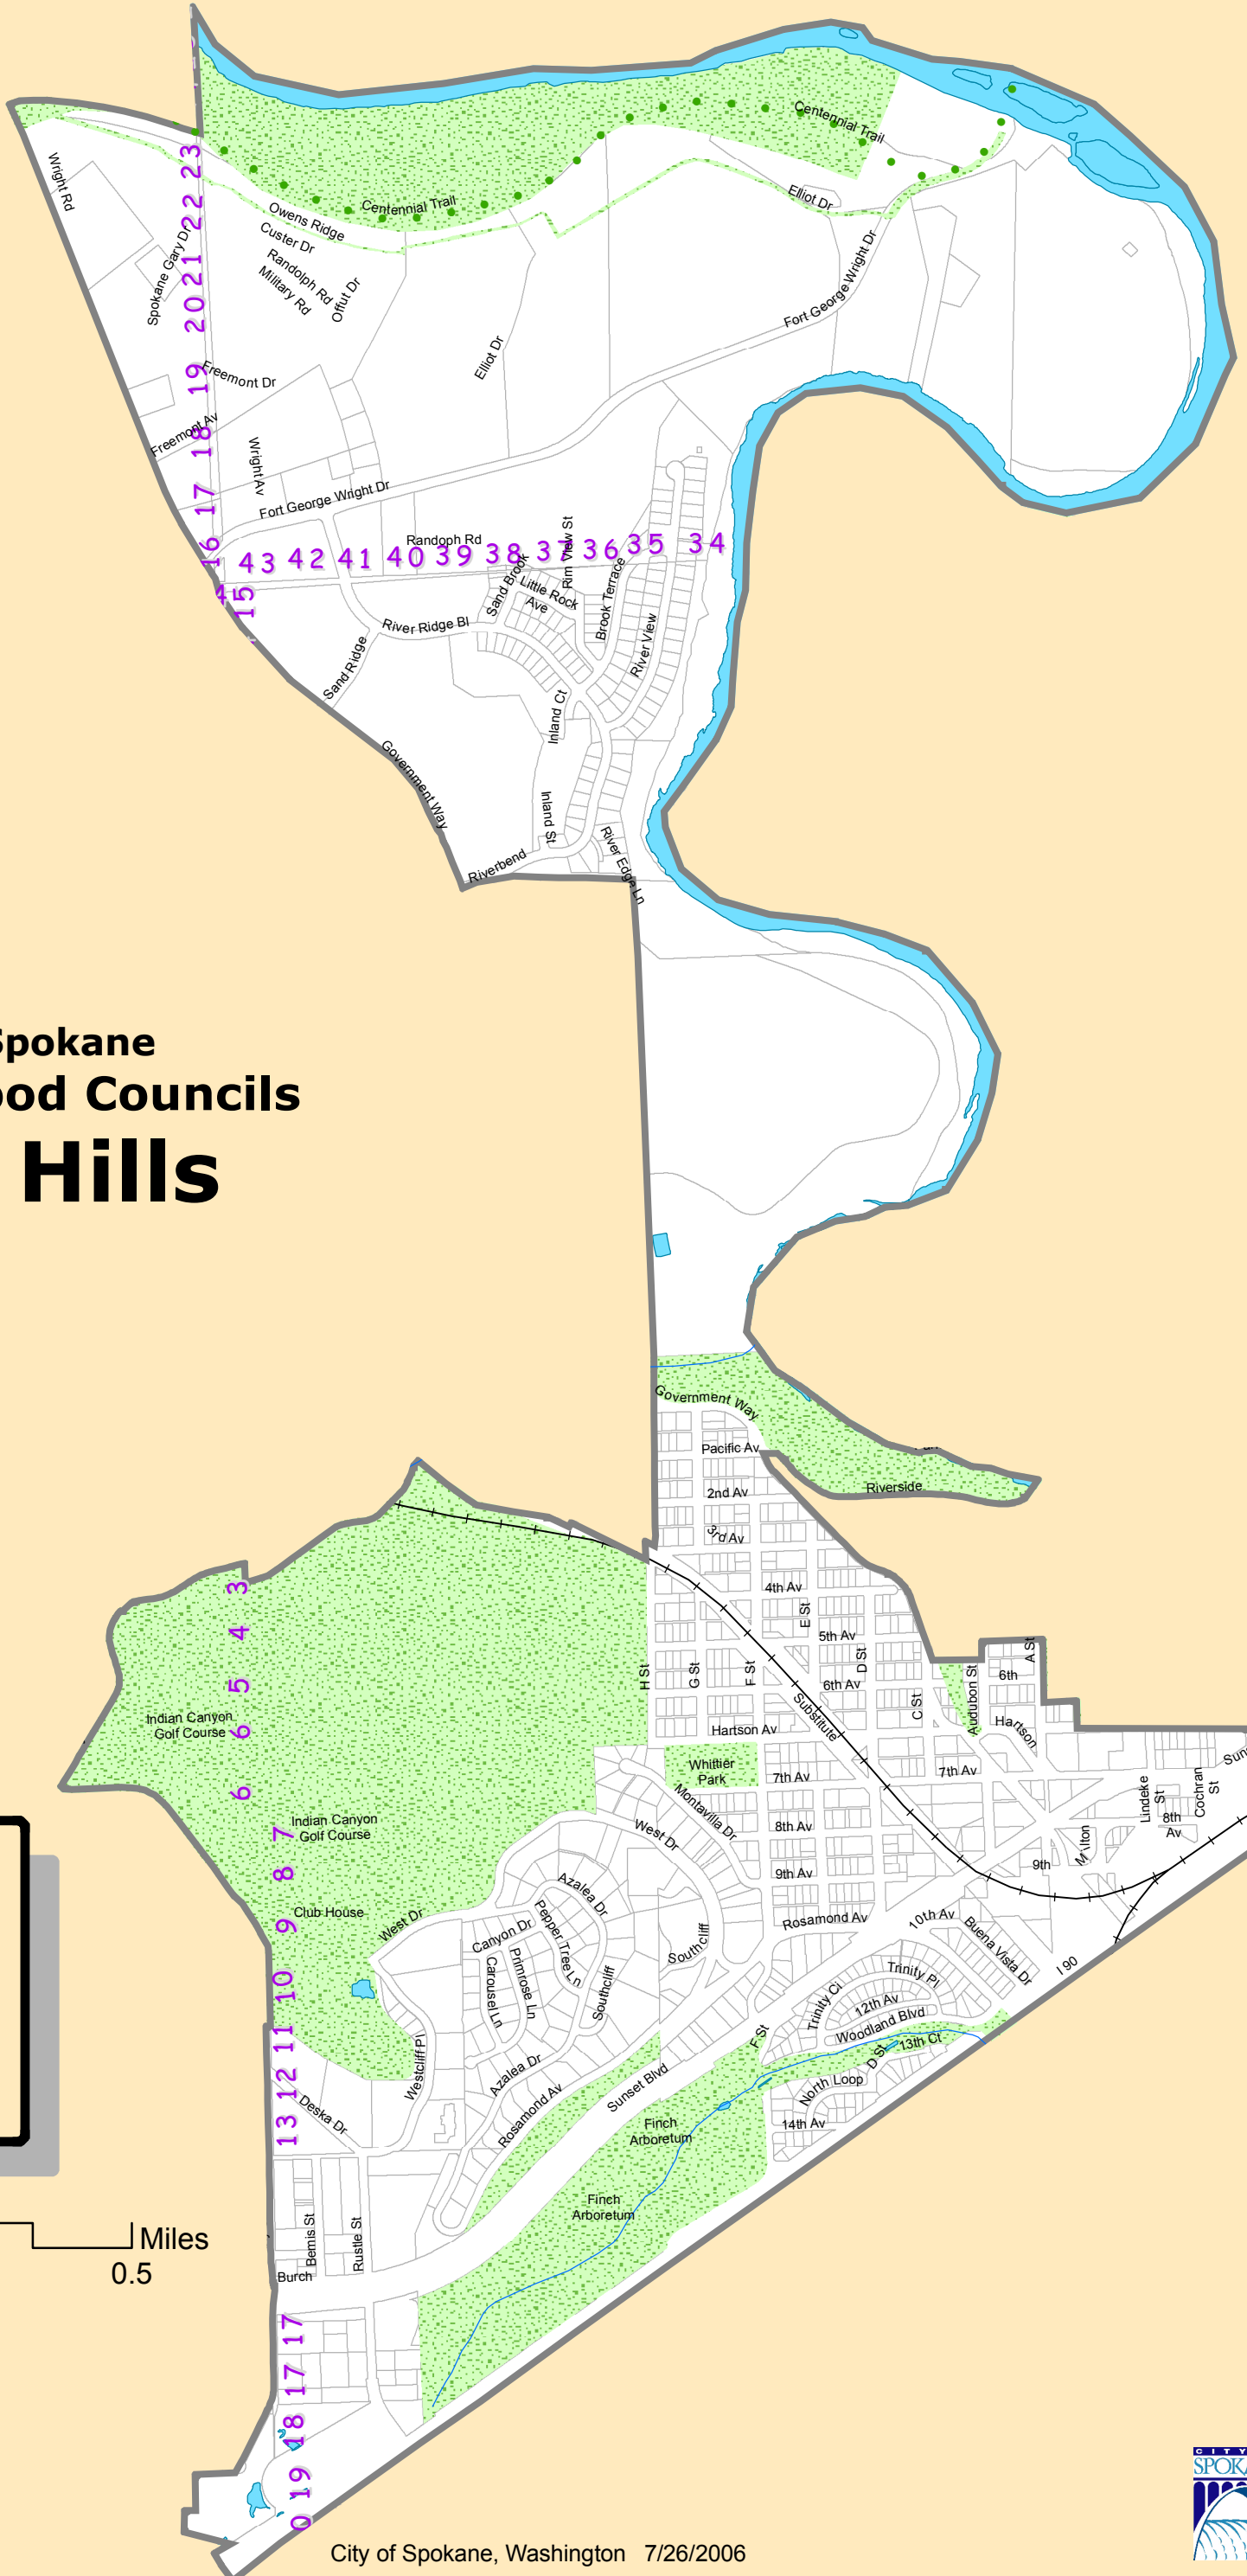 Centennial Trail
Wright Rd
23
22
21
20
19
18
17
16
15
Centennial Trail
Owens Ridge
Custer Dr
Randolph Rd
Military Rd
Offut Dr
Spokane Gary Dr
Elliot Dr
Fort George Wright Dr
Elliot Dr
Freemont Dr
Freemont Av
Wright Av
Fort George Wright Dr
Randoph Rd
43 42 41 40 39 38 37 36 35 34
Rim View St
Sand Brook
Little Rock
Ave
Brook Terrace
River View
River Ridge Bl
Sand Ridge
Inland Ct
Government Way
Inland St
Riverbend
River Edge Ln
Spokane
ood Councils
Hills
Government Way
Pacific Av
2nd Av
3rd Av
Riverside
4th Av
E St
5th Av
D St
6th Av
A St
6th
H St
G St
F St
C St
Audubon St
Substitute
Hartson Av
Hartson
3
4
5
6
6
7
8
9
10
11
12
13
Indian Canyon
Golf Course
Whittier
Park
7th Av
7th Av
Lindeke
St
Cochran
St
Montavilla Dr
West Dr
8th Av
8th
Av
Milton
Indian Canyon
Golf Course
9th Av
9th
Azalea Dr
Club House
West Dr
Canyon Dr
Pepper Tree Ln
Primrose Ln
Carousel Ln
Southcliff
Southcliff
Rosamond Av
10th Av
Buena Vista Dr
I 90
Trinity Pl
Trinity Cl
12th Av
Woodland Blvd
13th Ct
F St
D St
North Loop
14th Av
Westcliff Pl
Azalea Dr
Rosamond Av
Sunset Blvd
Deska Dr
Finch
Arboretum
Finch
Arboretum
Bemis St
Rustle St
Burch
Miles
0.5
17
17
18
19
City of Spokane, Washington 7/26/2006
CITY
SPOK